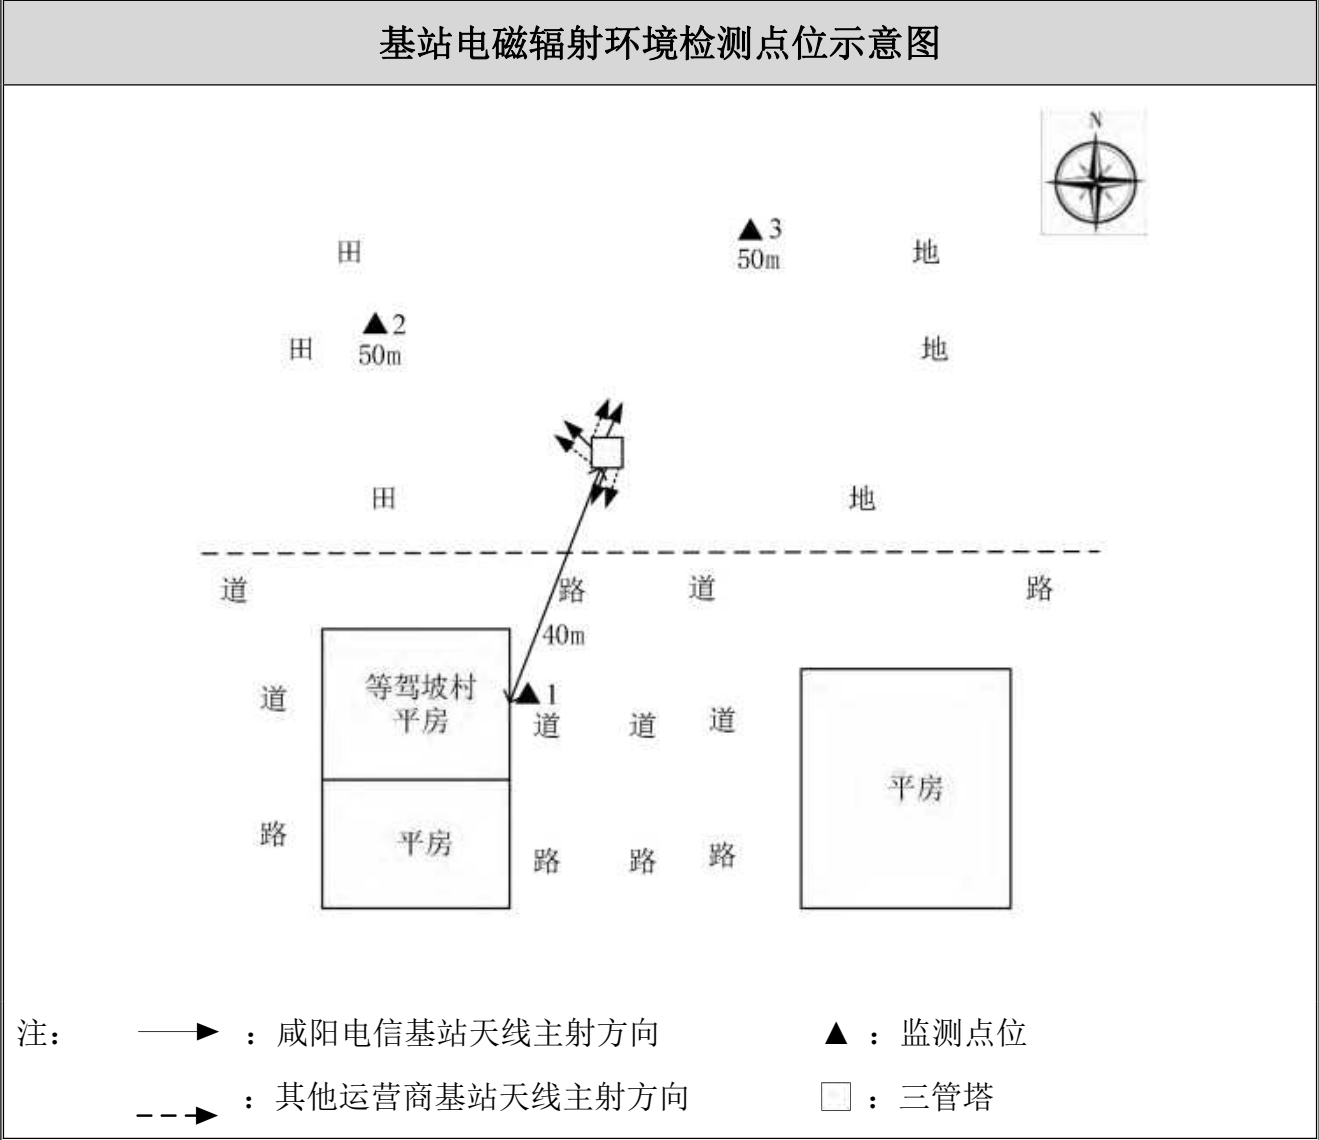 基站电磁辐射环境检测点位示意图
N
▲3
50m
田
地
▲2
50m
田
地
田
地
道
路
道
路
40m
等驾坡村
平房
▲1
道
路
道
路
道
路
道
路
平房
平房
注：
：咸阳电信基站天线主射方向
▲：监测点位
：其他运营商基站天线主射方向
：三管塔